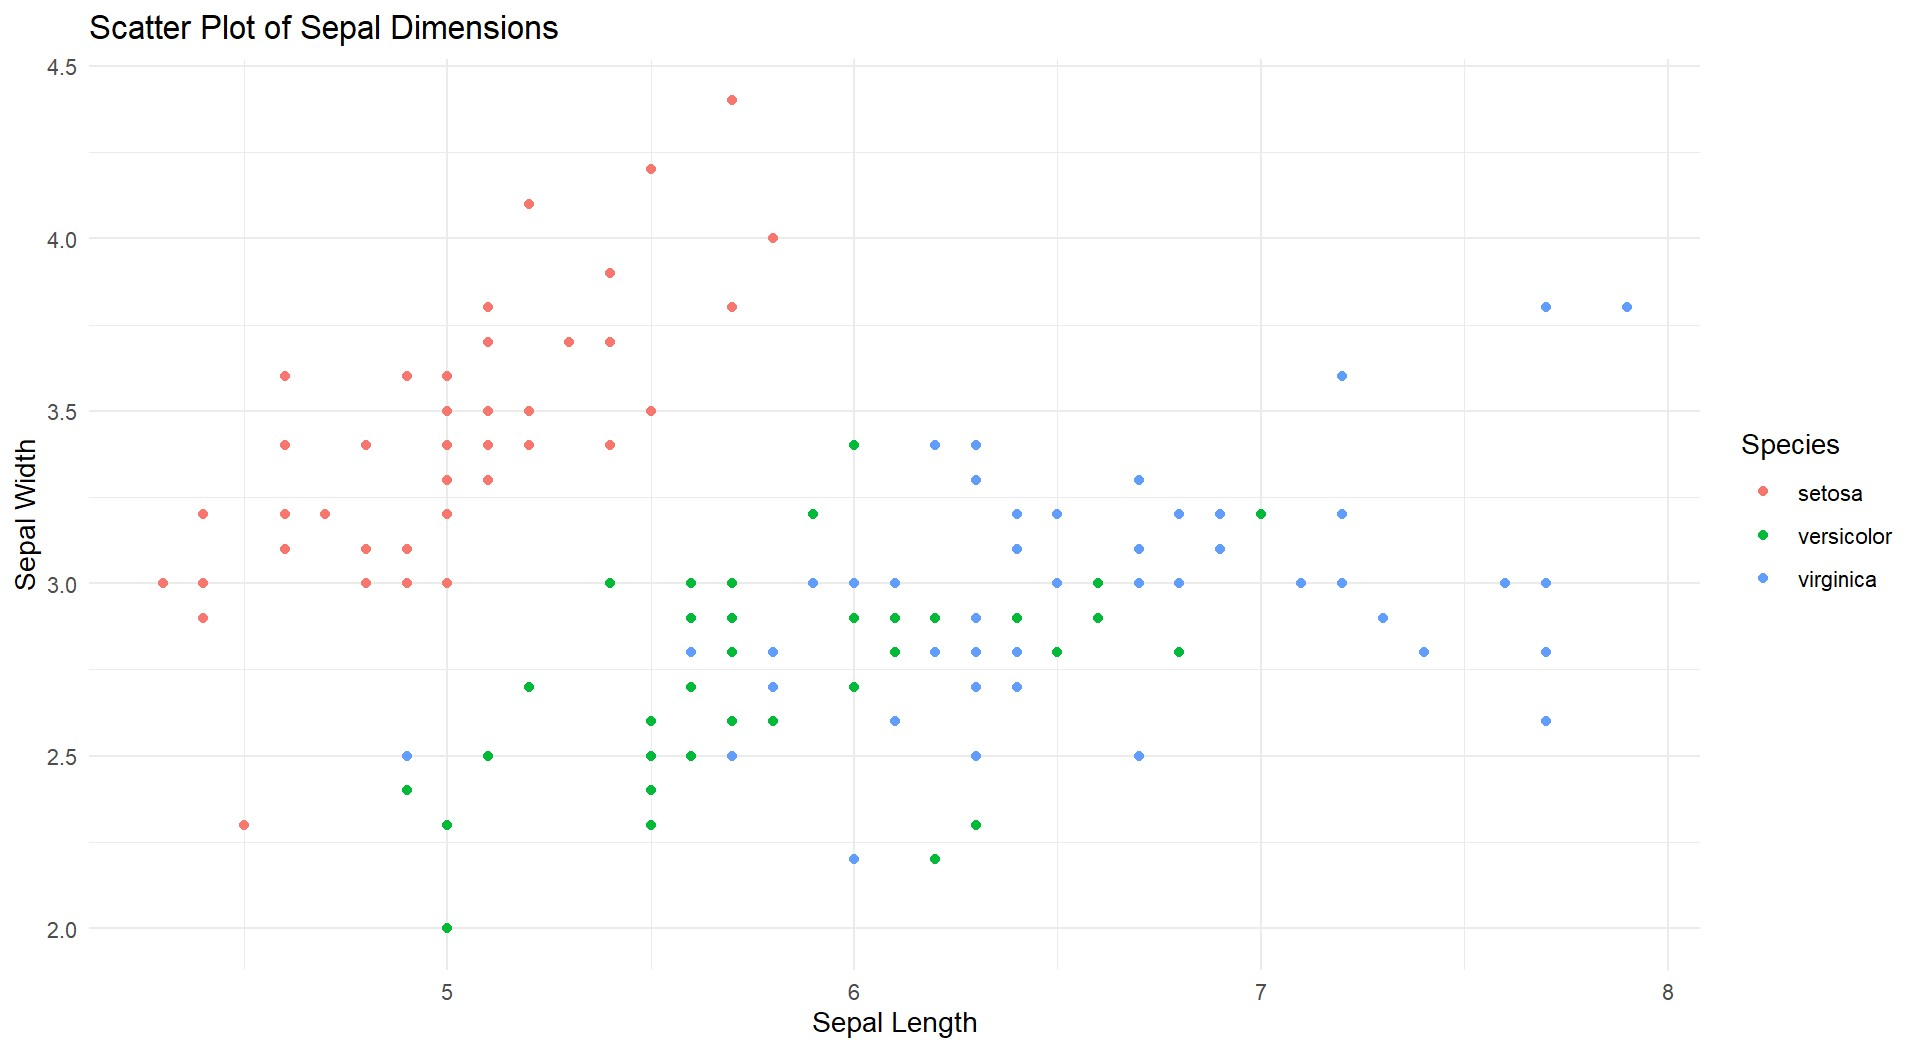 Scatter Plot of Sepal Dimensions
4.5
4.0
3.5
3.0
2.5
2.0
Sepal Width
5 6 7 8
Sepal Length
Species
setosa
versicolor
virginica